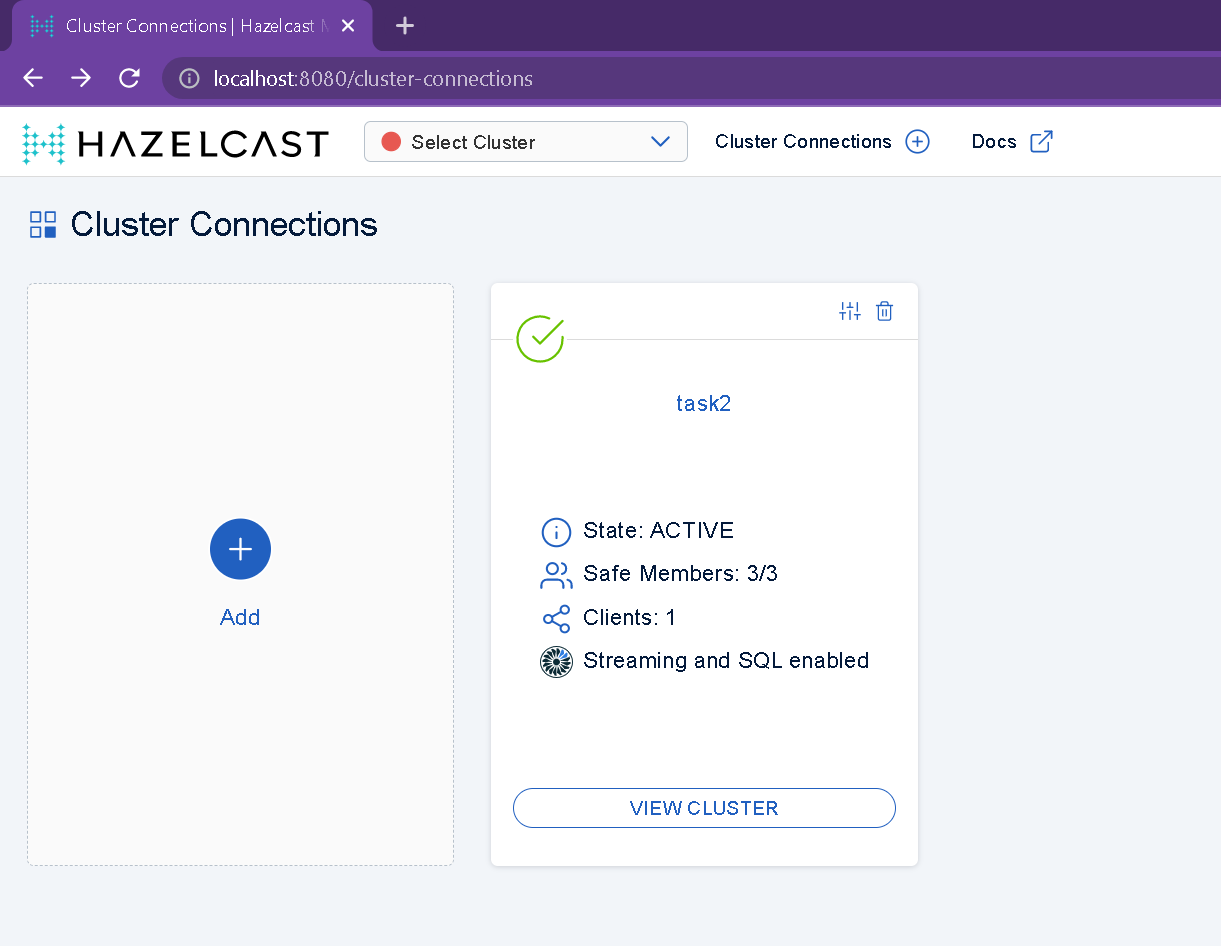 Cluster Connections | Hazelcast
localhost:8080/cluster-connections
HAZELCAST
Select Cluster
Cluster Connections
Docs
Cluster Connections
Add
task2
State: ACTIVE
Safe Members: 3/3
Clients: 1
Streaming and SQL enabled
VIEW CLUSTER